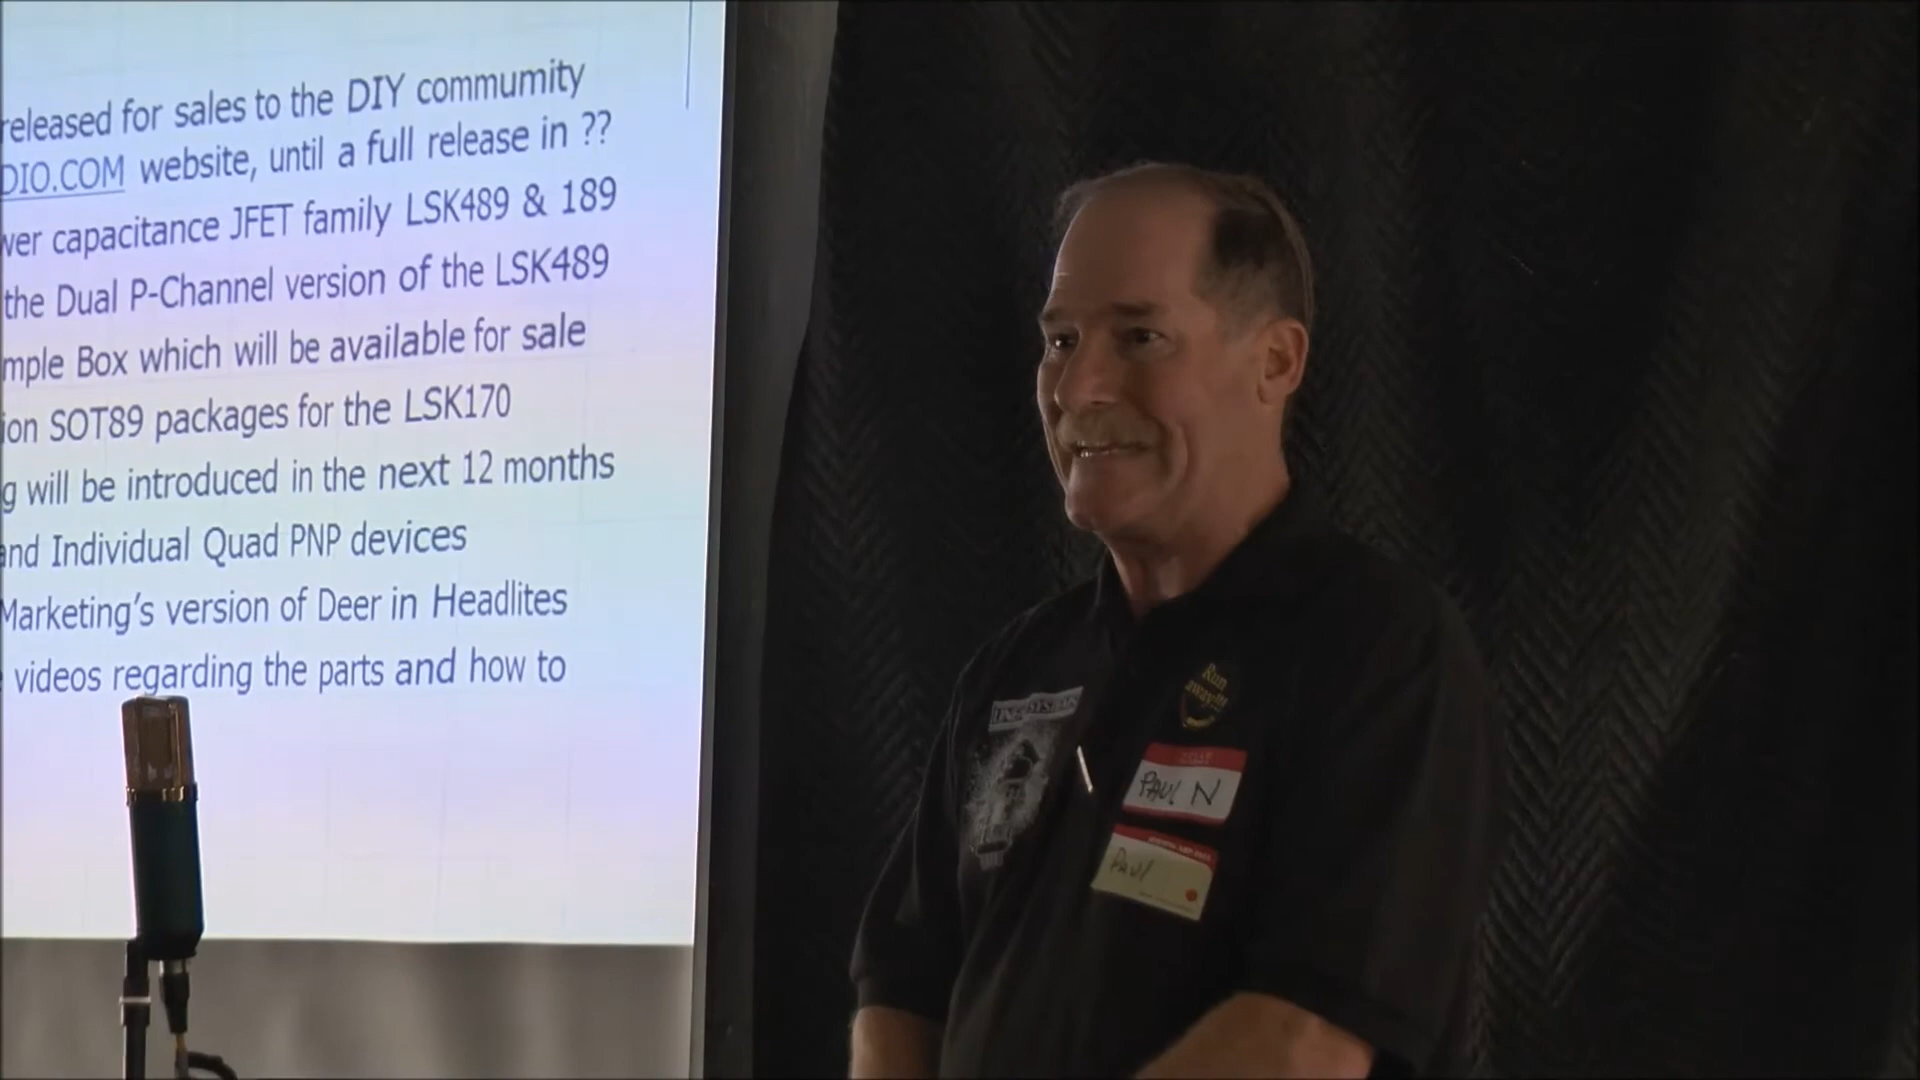 released for sales to the DIY commumity
DIO.COM website, until a full release in ??
wer capacitance JFET family LSK489 & 189
the Dual P-Channel version of the LSK489
mple Box which will be available for sale
ion SOT89 packages for the LSK170
g will be introduced in the next 12 months
and Individual Quad PNP devices
Marketing's version of Deer in Headlites
videos regarding the parts and how to
Run
away!!!
PAUL N
PAUL